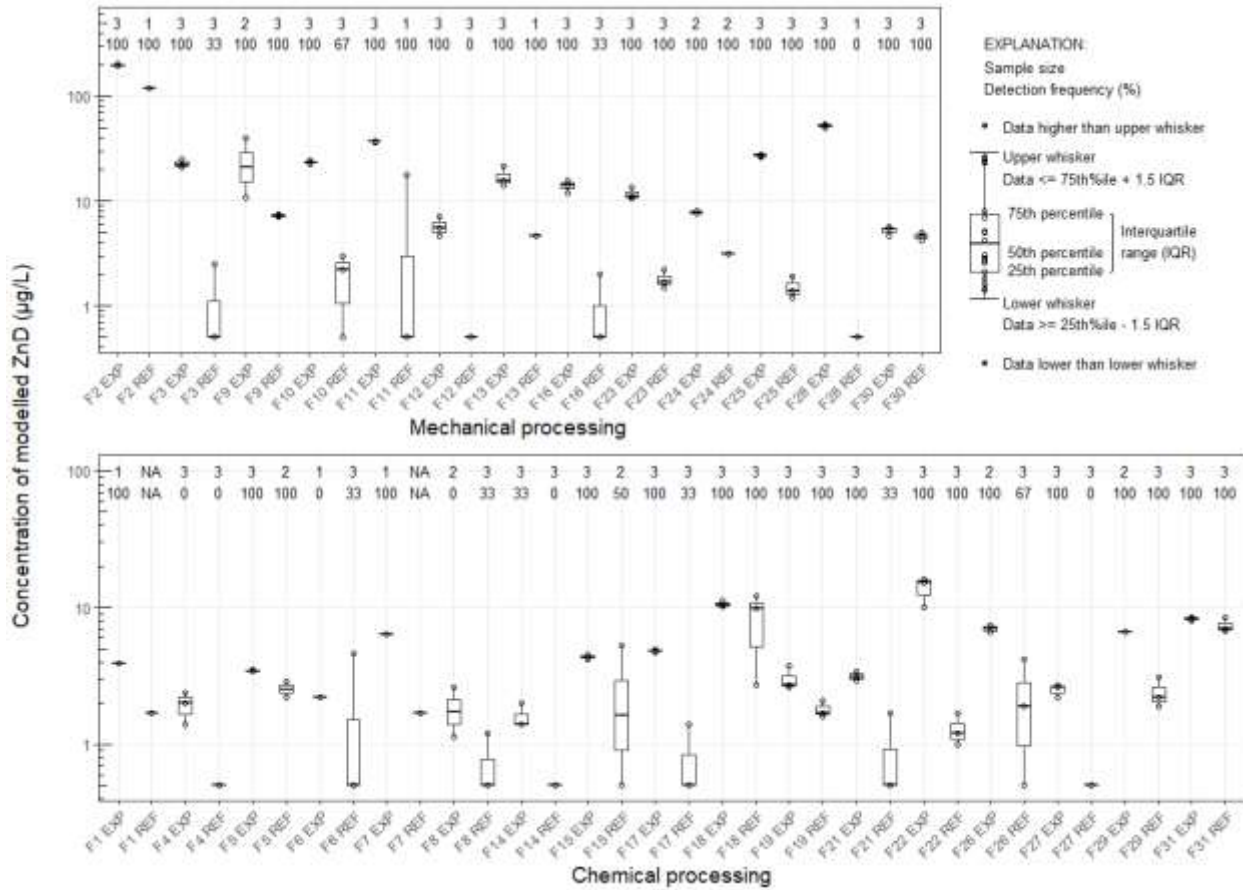 3 1 3 3 2 3 3 3 3 1 3 3 3 1 3 3 3 3 2 2 3 3 3 1 3 3
100 100 100 33 100 100 100 67 100 100 100 0 100 100 100 33 100 100 100 100 100 100 100 0 100 100
100
10
1
F2 EXP
F2 REF
F3 EXP
F3 REF
F9 EXP
F9 REF
F10 EXP
F10 REF
F11 EXP
F11 REF
F12 EXP
F12 REF
F13 EXP
F13 REF
F16 EXP
F16 REF
F23 EXP
F23 REF
F24 EXP
F24 REF
F25 EXP
F25 REF
F28 EXP
F28 REF
F30 EXP
F30 REF
Mechanical processing
EXPLANATION:
Sample size
Detection frequency (%)
Data higher than upper whisker
Upper whisker
Data <= 75th%ile + 1.5 IQR
75th percentile
50th percentile
25th percentile
Interquartile
range (IQR)
Lower whisker
Data >= 25th%ile - 1.5 IQR
Data lower than lower whisker
Concentration of modelled ZnD (µg/L)
1 NA 3 3 3 2 1 3 1 NA 2 3 3 3 3 2 3 3 3 3 3 3 3 3 3 3 2 3 3 3 2 3 3 3
100 NA 0 0 100 100 0 33 100 NA 0 33 33 0 100 50 100 33 100 100 100 100 100 33 100 100 100 67 100 0 100 100 100 100
100
10
1
F1 EXP
F1 REF
F4 EXP
F4 REF
F5 EXP
F5 REF
F6 EXP
F6 REF
F7 EXP
F7 REF
F8 EXP
F8 REF
F14 EXP
F14 REF
F15 EXP
F15 REF
F17 EXP
F17 REF
F18 EXP
F18 REF
F19 EXP
F19 REF
F21 EXP
F21 REF
F22 EXP
F22 REF
F26 EXP
F26 REF
F27 EXP
F27 REF
F29 EXP
F29 REF
F31 EXP
F31 REF
Chemical processing